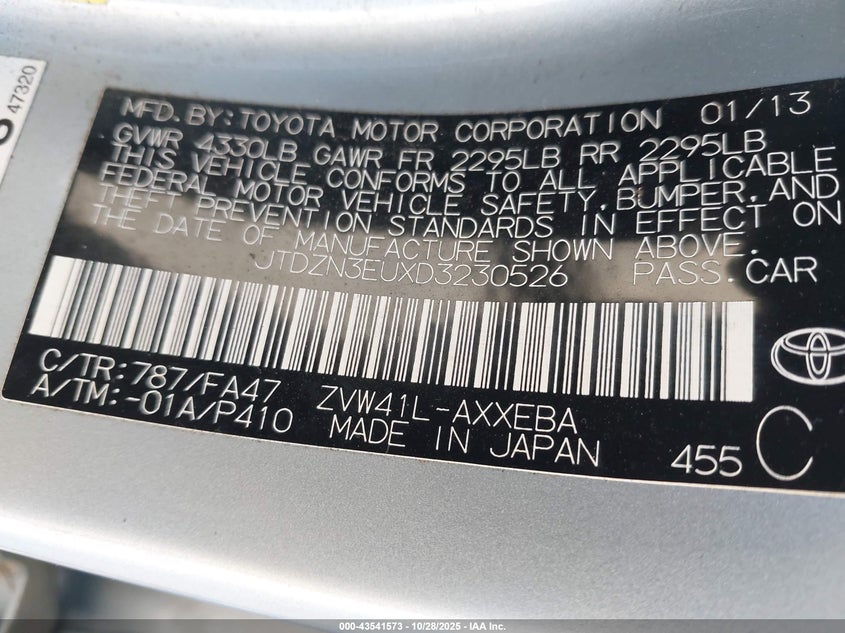 47320
MFD.BY:TOYOTA MOTOR CORPORATION 01/13
GVWR 4330LB GAWR FR 2295LB RR 2295LB
THIS VEHICLE CONFORMS TO ALL APPLICABLE
FEDERAL MOTOR VEHICLE SAFETY,BUMPER,AND
THEFT PREVENTION STANDARDS IN EFFECT ON
THE DATE OF MANUFACTURE SHOWN ABOVE.
JTDZN3EUXD3230526 PASS.CAR
C/TR:787/FA47
A/TM:-01A/P410
ZVW41L-AXXEBA
MADE IN JAPAN
455 C
000-43541573 | 10/28/2025 - IAA Inc.